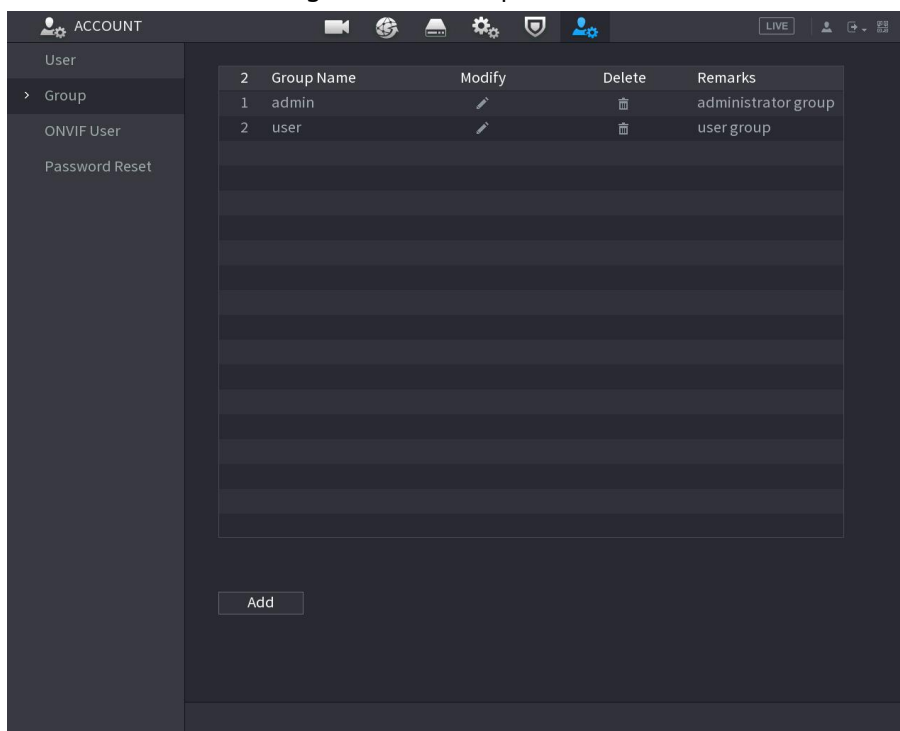 ACCOUNT LIVE
User
Group
ONVIF User
Password Reset
2 Group Name Modify Delete Remarks
1 admin administrator group
2 user user group
Add